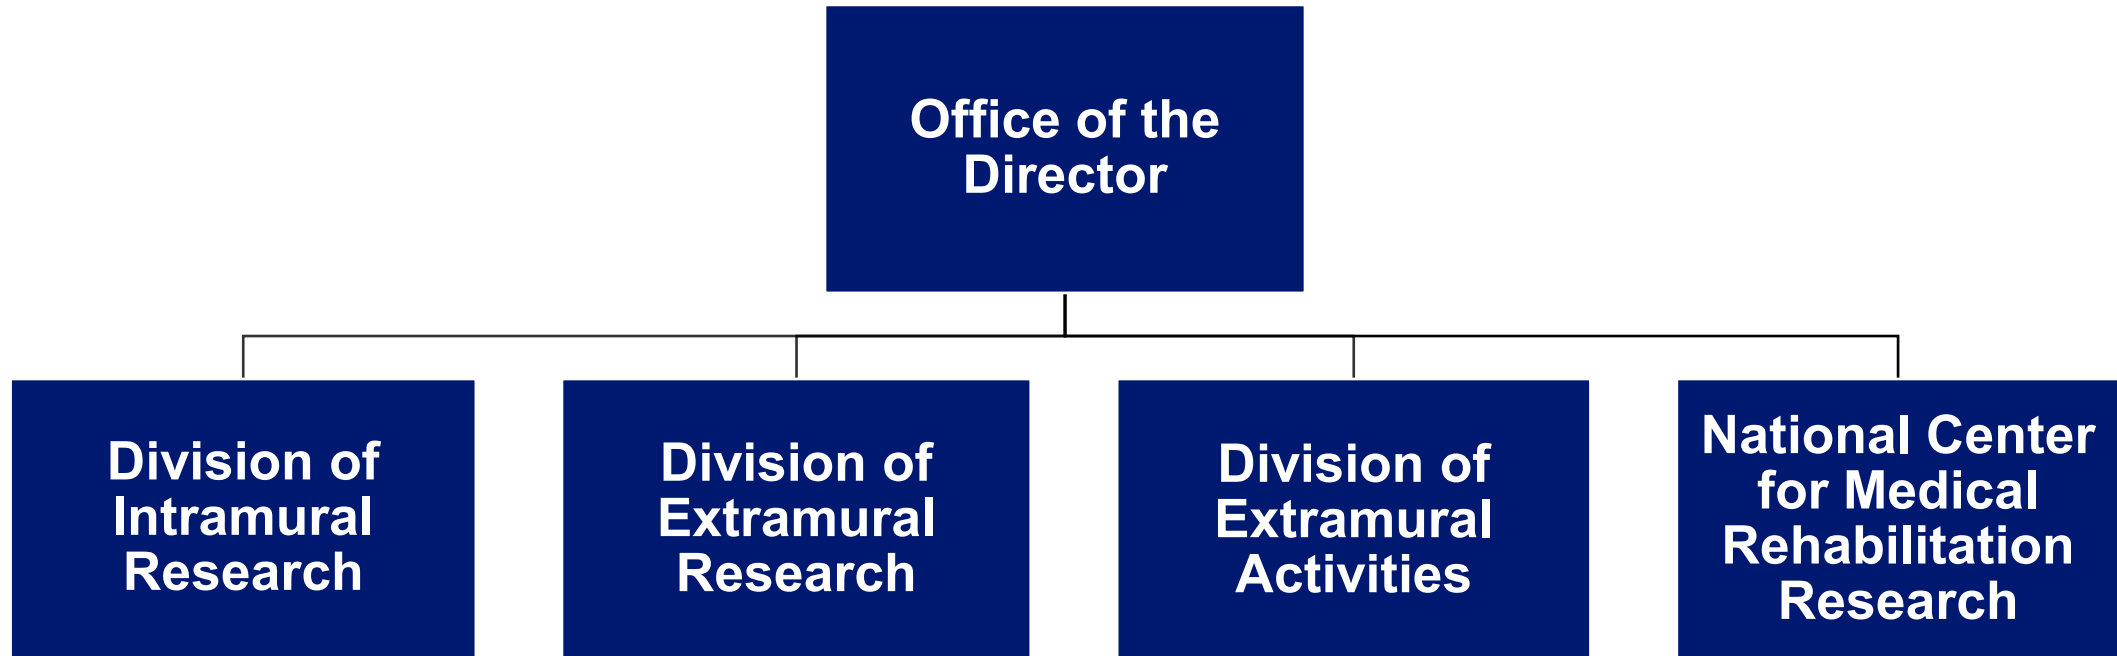 Office of the
Director
Division of
Intramural
Research
Division of
Extramural
Research
Division of
Extramural
Activities
National Center
for Medical
Rehabilitation
Research